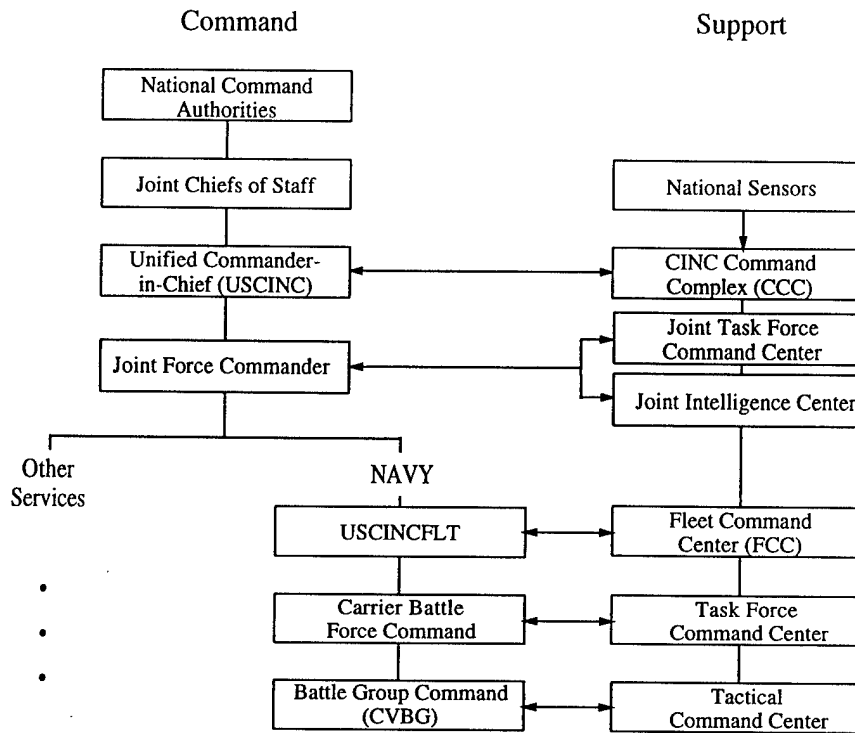 Command
Support
National Command
Authorities
Joint Chiefs of Staff
National Sensors
Unified Commander-
in-Chief (USCINC)
CINC Command
Complex (CCC)
Joint Task Force
Command Center
Joint Force Commander
Joint Intelligence Center
Other
Services
NAVY
USCINCFLT
Fleet Command
Center (FCC)
Carrier Battle
Force Command
Task Force
Command Center
Battle Group Command
(CVBG)
Tactical
Command Center